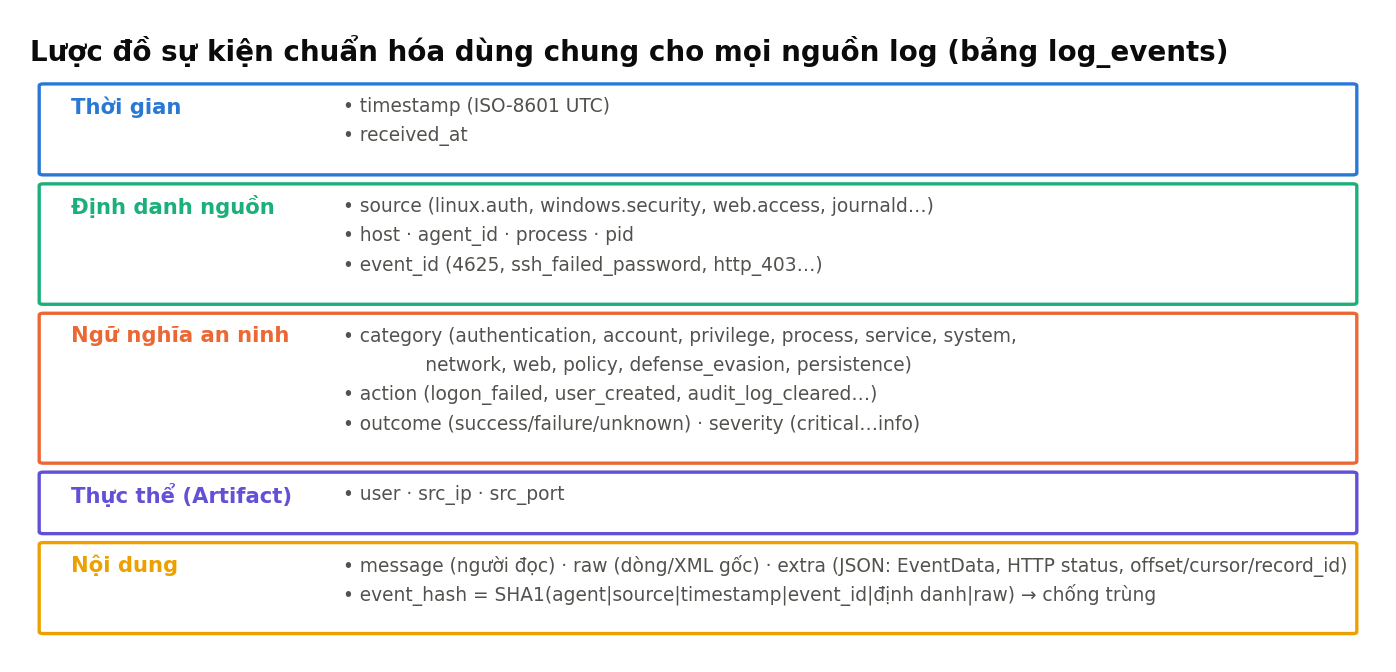 Lược đồ sự kiện chuẩn hóa dùng chung cho mọi nguồn log (bảng log_events)
Thời gian
• timestamp (ISO-8601 UTC)
• received_at
Định danh nguồn
• source (linux.auth, windows.security, web.access, journald…)
• host · agent_id · process · pid
• event_id (4625, ssh_failed_password, http_403…)
Ngữ nghĩa an ninh
• category (authentication, account, privilege, process, service, system,
network, web, policy, defense_evasion, persistence)
• action (logon_failed, user_created, audit_log_cleared…)
• outcome (success/failure/unknown) · severity (critical…info)
Thực thể (Artifact)
• user · src_ip · src_port
Nội dung
• message (người đọc) · raw (dòng/XML gốc) · extra (JSON: EventData, HTTP status, offset/cursor/record_id)
• event_hash = SHA1(agent|source|timestamp|event_id|định danh|raw) → chống trùng